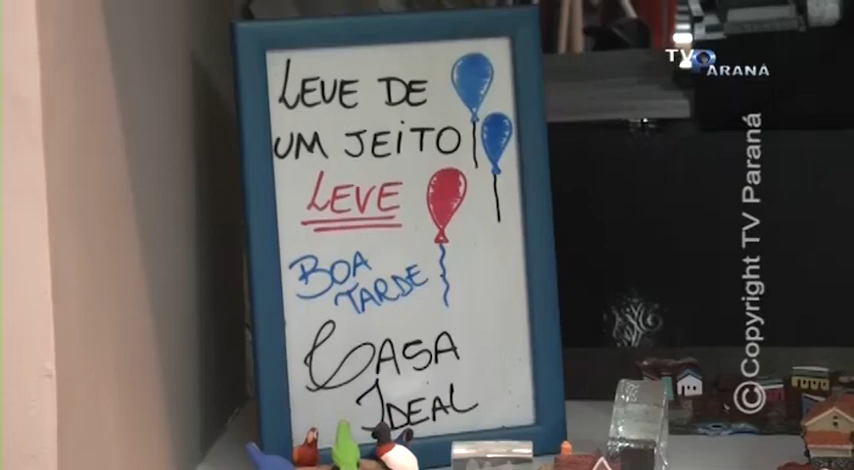 LEVE DE
UM JEITO
LEVE
BOA
TARDE
CASA
IDEAL
TV PARANÁ
©Copyright TV Paraná